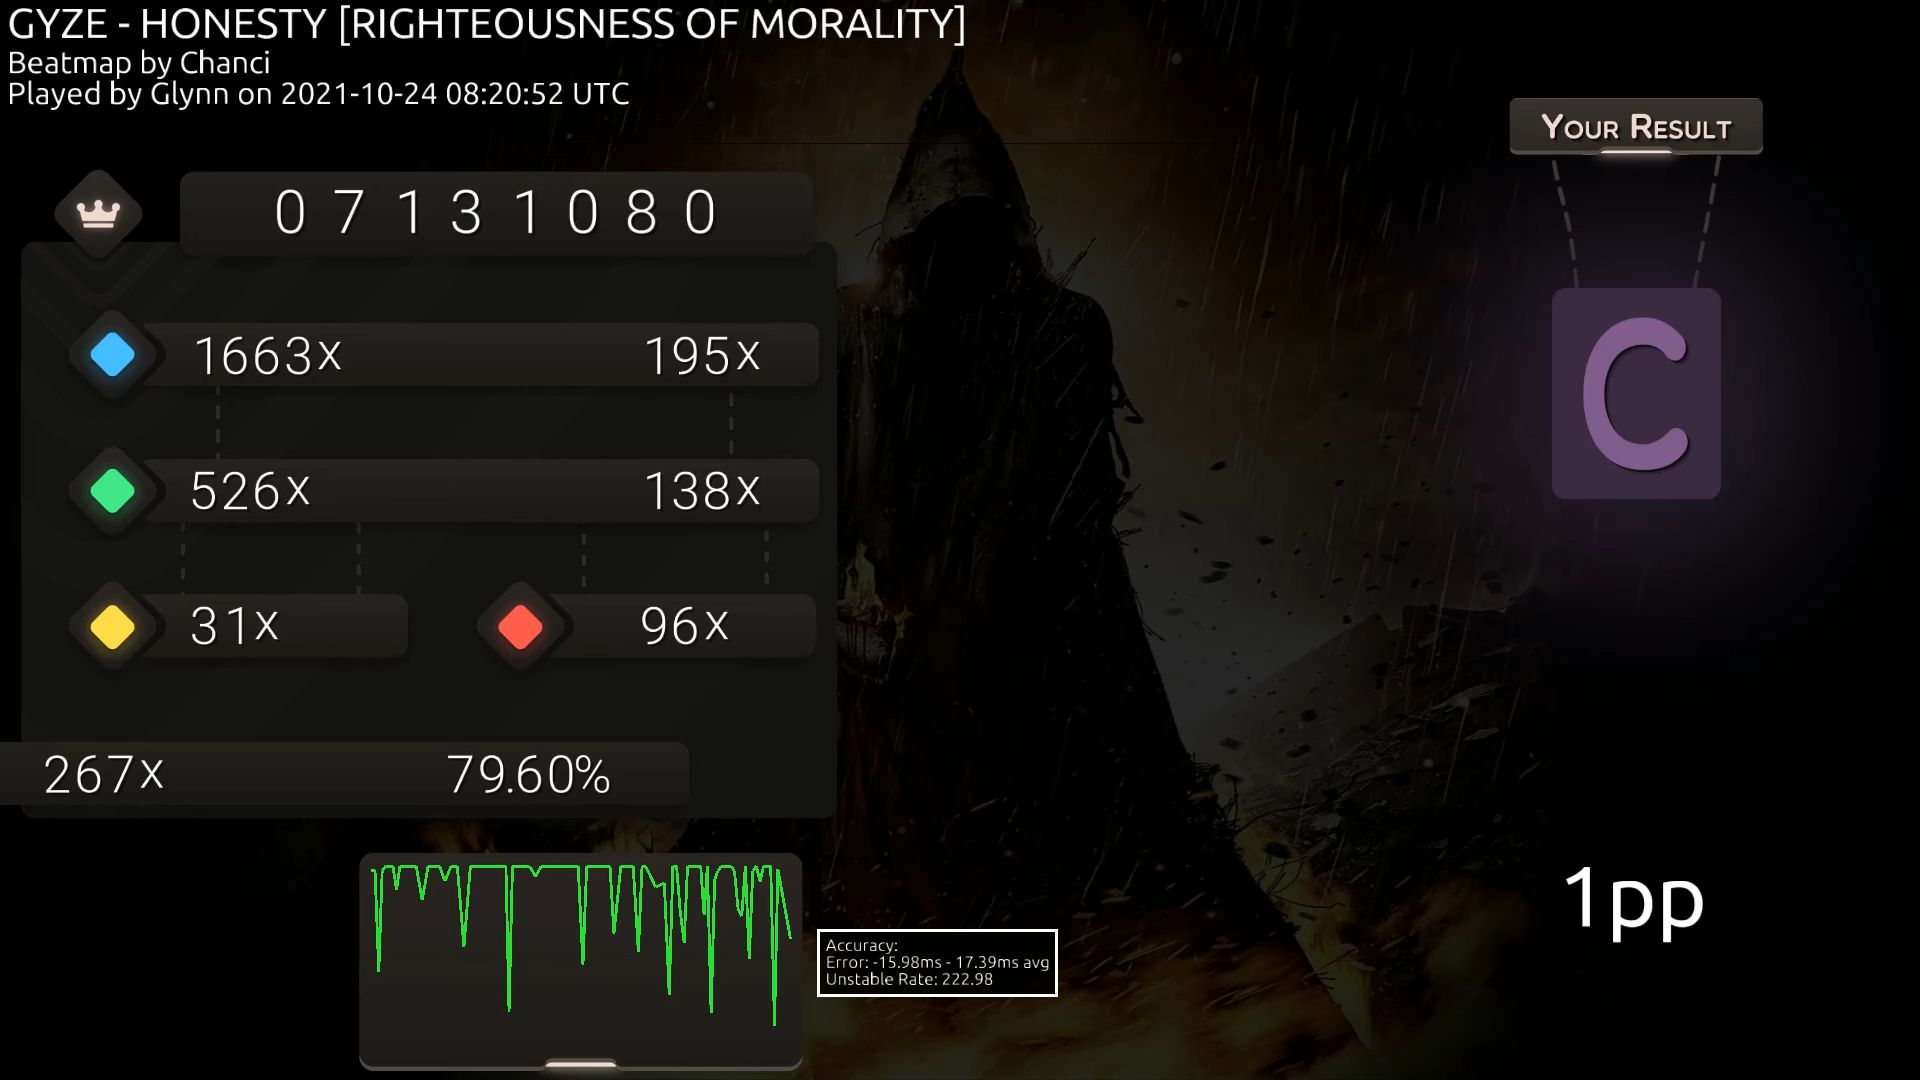 GYZE - HONESTY [RIGHTEOUSNESS OF MORALITY]
Beatmap by Chanci
Played by Glynn on 2021-10-24 08:20:52 UTC
Your Result
07131080
1663x 195x
C
526x 138x
31x 96x
267x 79.60%
1pp
Accuracy:
Error: -15.98ms - 17.39ms avg
Unstable Rate: 222.98